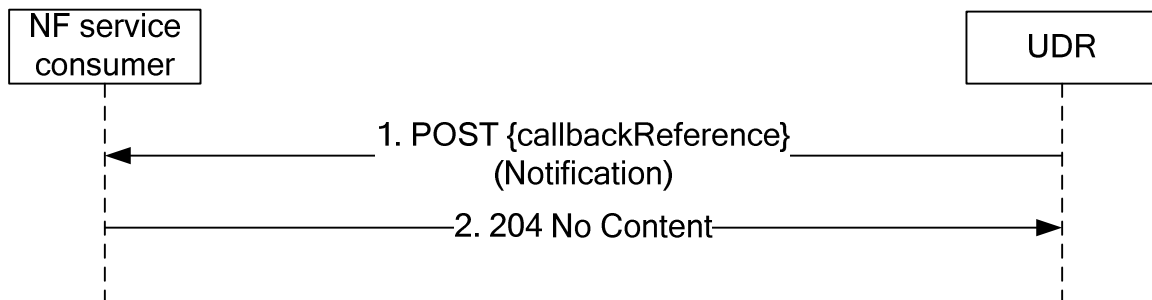 NF service
consumer
UDR
1. POST {callbackReference}
(Notification)
2. 204 No Content